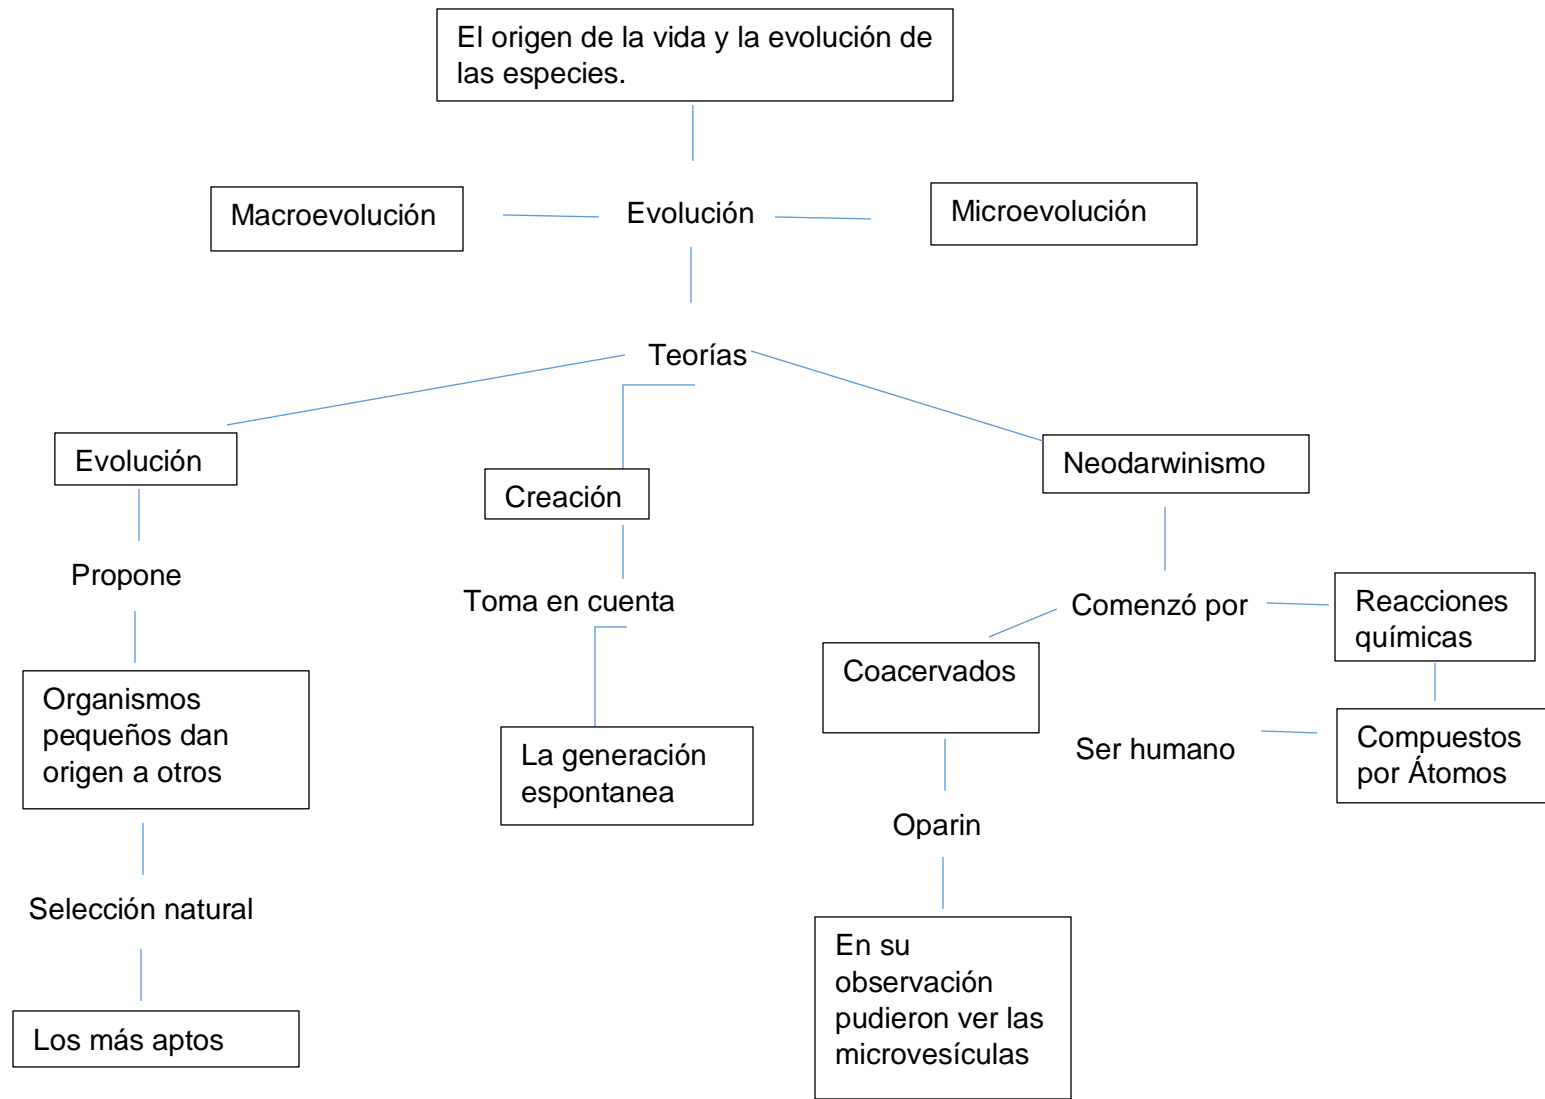 El origen de la vida y la evolución de
las especies.
Macroevolución
Evolución
Microevolución
Teorías
Evolución
Creación
Neodarwinismo
Propone
Toma en cuenta
Comenzó por
Reacciones
químicas
Organismos
pequeños dan
origen a otros
La generación
espontanea
Coacervados
Ser humano
Compuestos
por Átomos
Selección natural
Oparin
Los más aptos
En su
observación
pudieron ver las
microvesículas